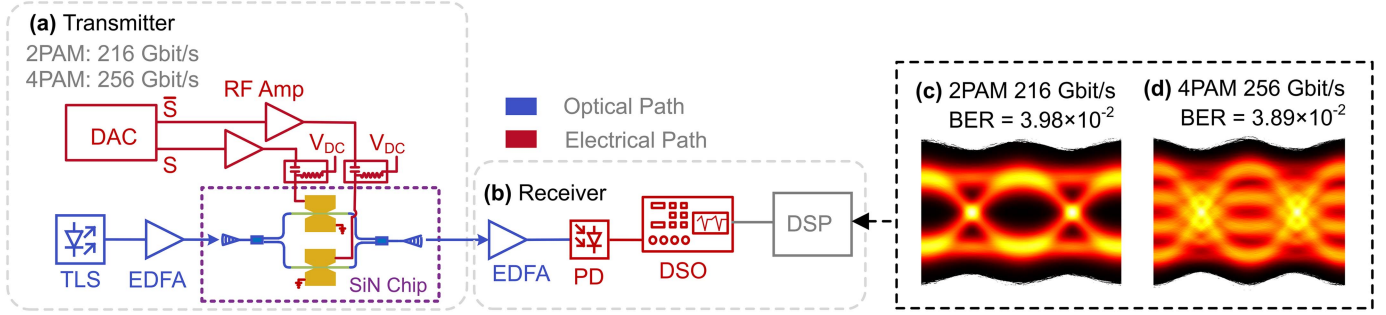 (a) Transmitter
2PAM: 216 Gbit/s
4PAM: 256 Gbit/s
RF Amp
S̅
DAC
S
V_DC
V_DC
TLS
EDFA
SiN Chip
Optical Path
Electrical Path
(b) Receiver
EDFA
PD
DSO
DSP
(c) 2PAM 216 Gbit/s
BER = 3.98×10⁻²
(d) 4PAM 256 Gbit/s
BER = 3.89×10⁻²